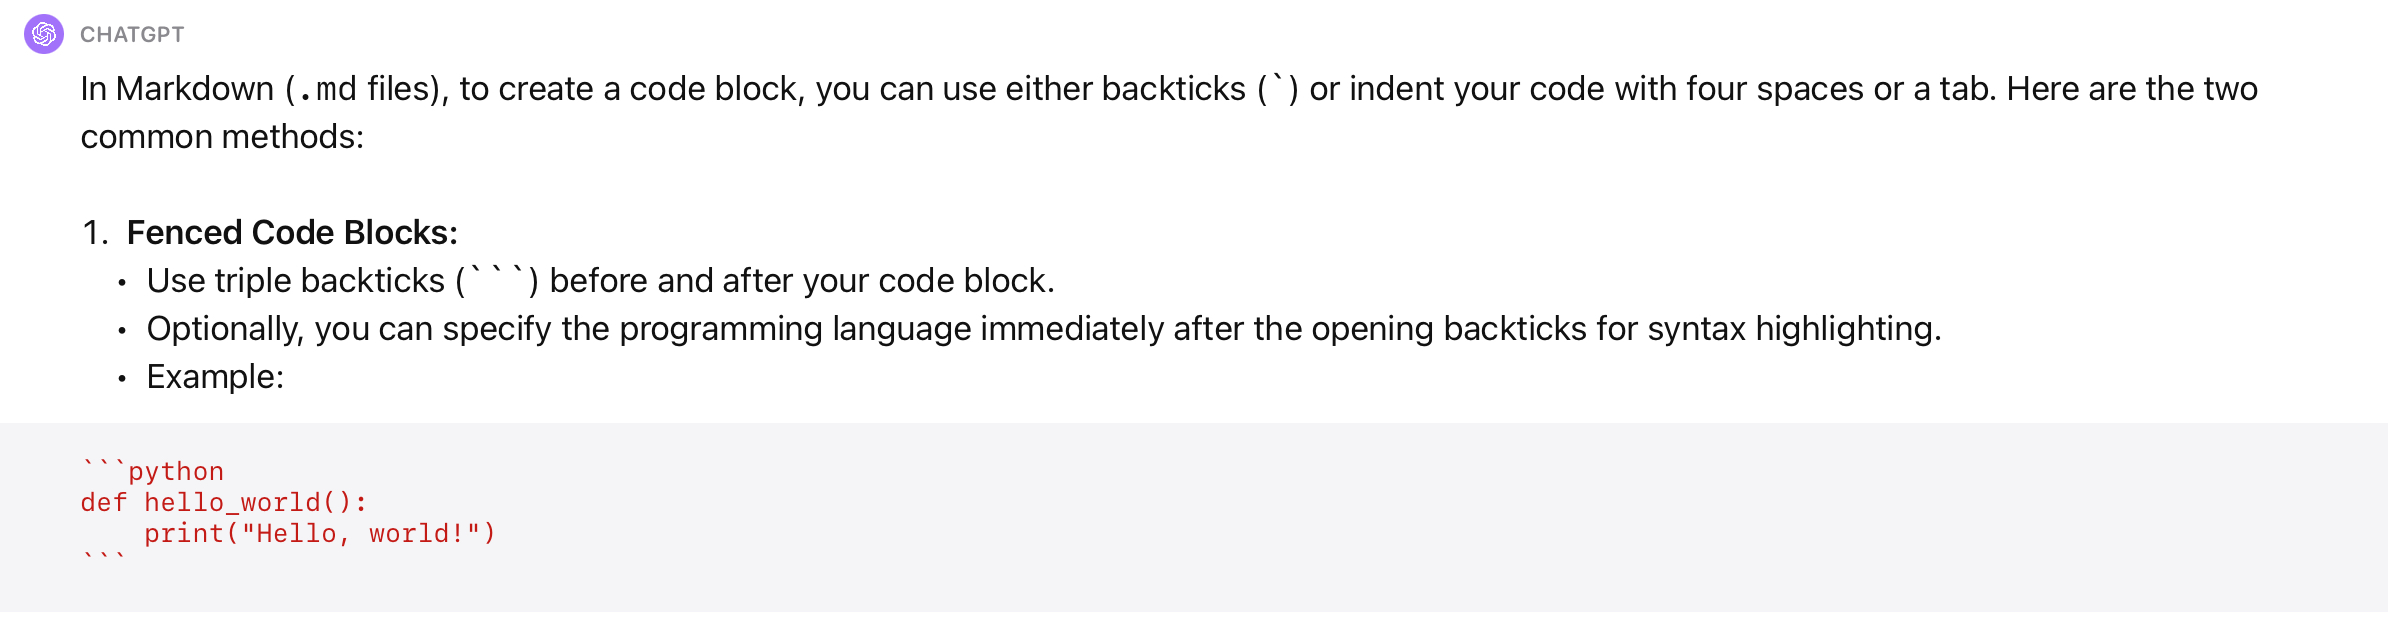 CHATGPT
In Markdown (.md files), to create a code block, you can use either backticks (`) or indent your code with four spaces or a tab. Here are the two
common methods:
1. Fenced Code Blocks:
• Use triple backticks (```) before and after your code block.
• Optionally, you can specify the programming language immediately after the opening backticks for syntax highlighting.
• Example:
```python
def hello_world():
    print("Hello, world!")
```